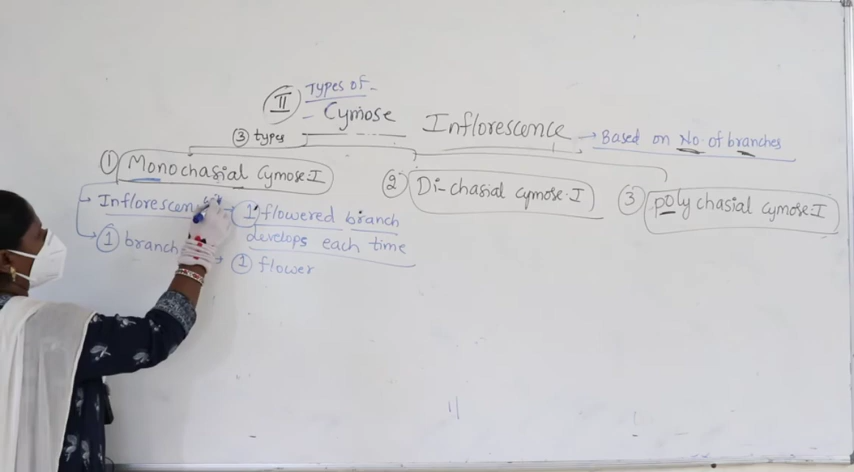 II Types of -
- Cymose Inflorescence → Based on No. of branches
③ types
① Monochasial Cymose·I
② Di-chasial cymose·I
③ poly chasial cymose·I
→ Inflorescen
① flowered branch
→ ① branch
develops each time
→ ① flower